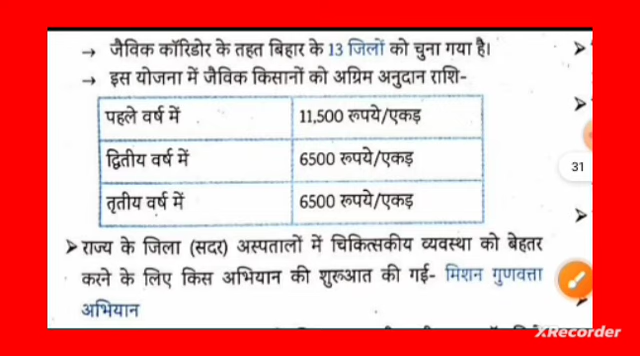 → जैविक कॉरिडोर के तहत बिहार के 13 जिलों को चुना गया है।
→ इस योजना में जैविक किसानों को अग्रिम अनुदान राशि-
पहले वर्ष में 11,500 रूपये/एकड़
द्वितीय वर्ष में 6500 रूपये/एकड़
तृतीय वर्ष में 6500 रूपये/एकड़
➤ राज्य के जिला (सदर) अस्पतालों में चिकित्सकीय व्यवस्था को बेहतर
करने के लिए किस अभियान की शुरूआत की गई- मिशन गुणवत्ता
अभियान
31
XRecorder